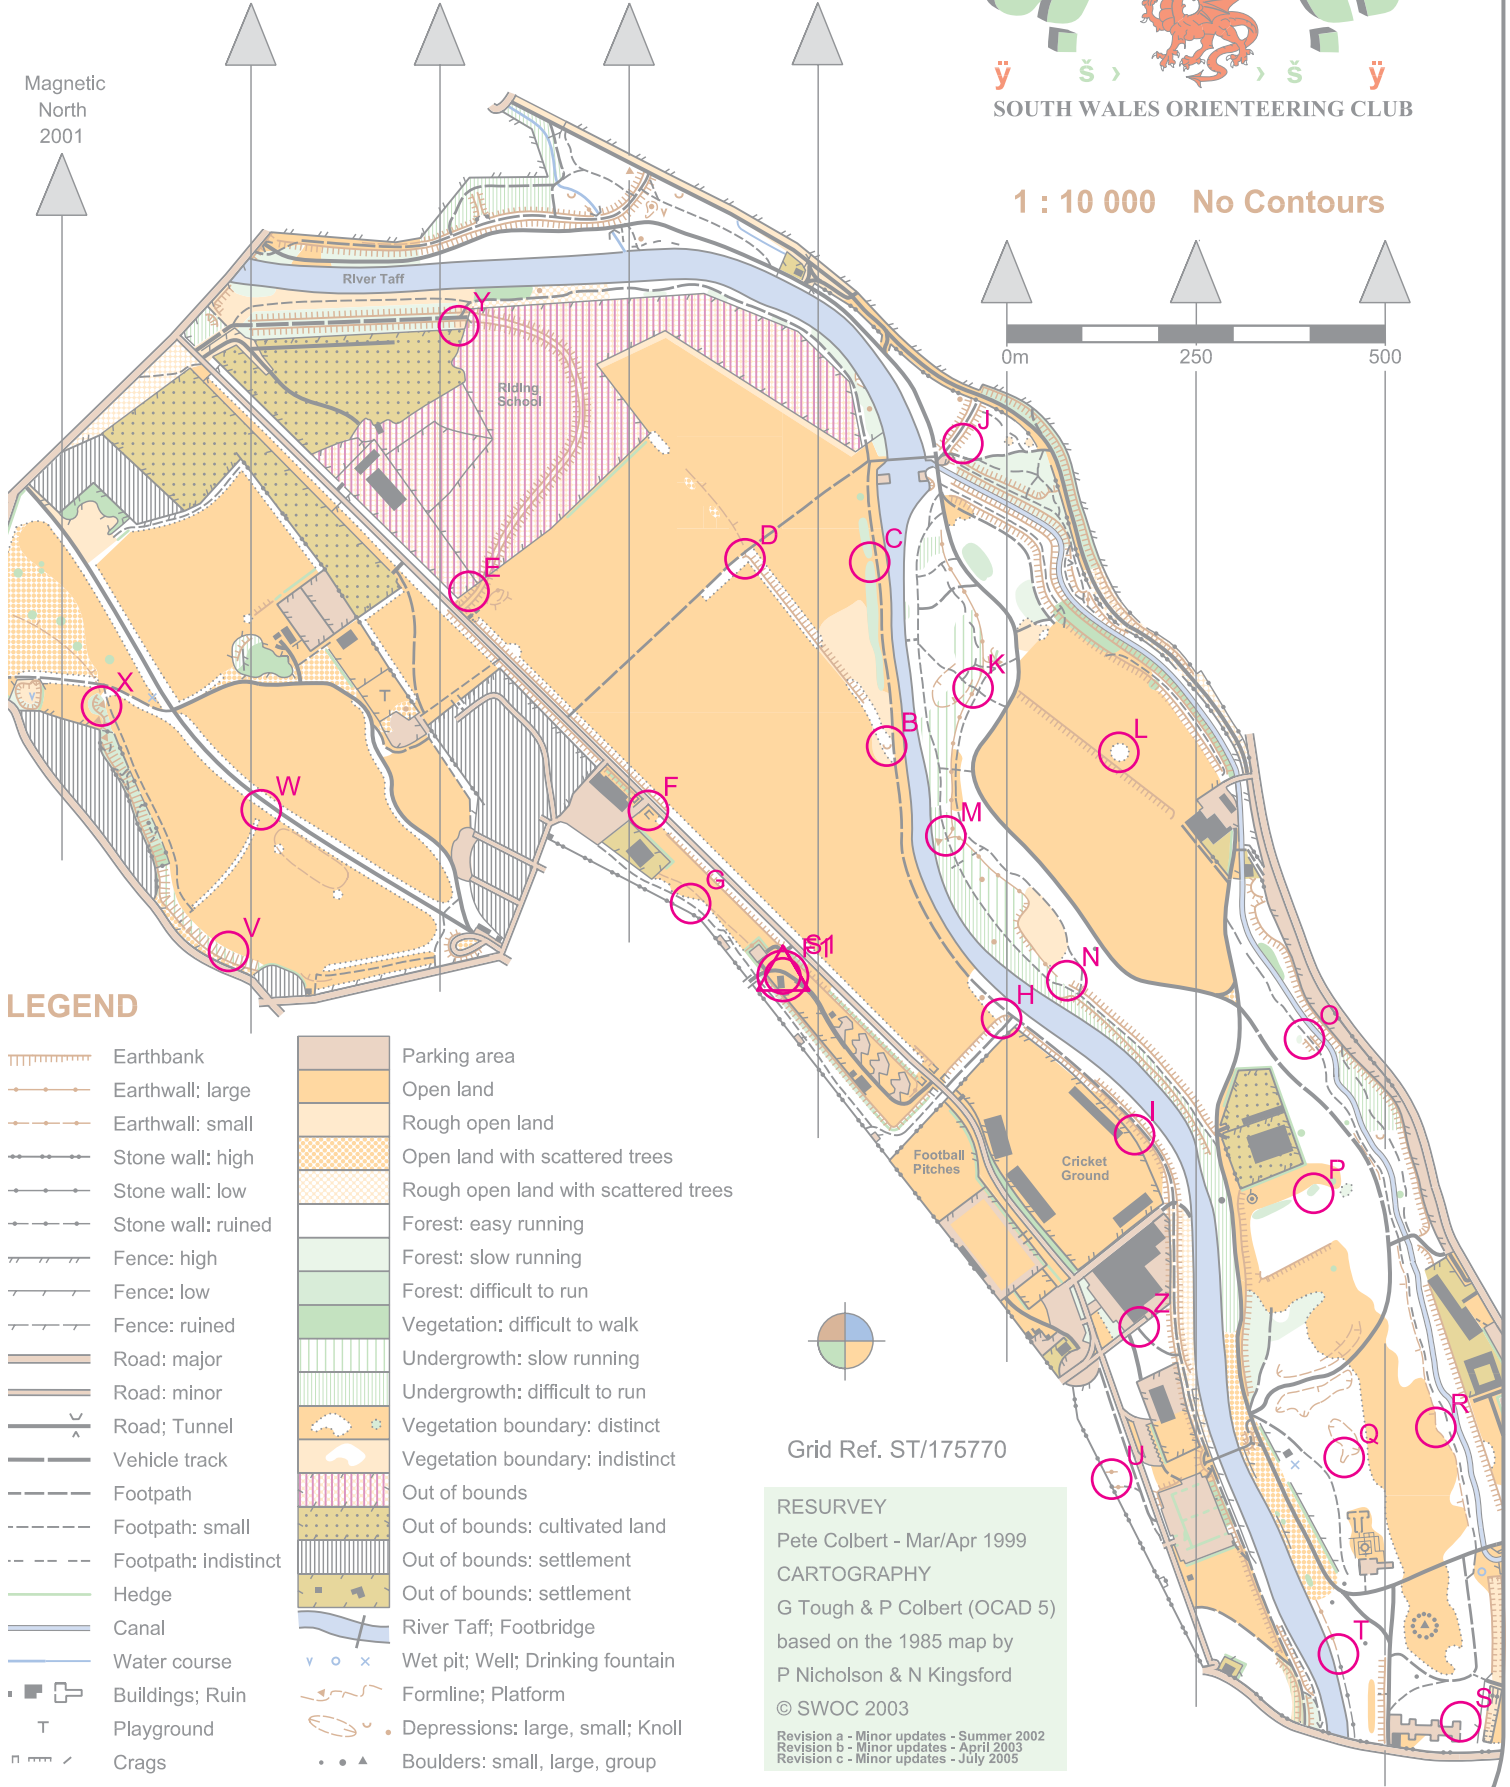 Magnetic
North
2001
ÿ š › › š ÿ
SOUTH WALES ORIENTEERING CLUB
1 : 10 000 No Contours
0m 250 500
River Taff
Riding
School
Y
J
E
D
C
K
X
B
L
W
F
M
G
V
S1
F1
N
H
O
I
P
Football
Pitches
Cricket
Ground
Z
R
Q
U
T
S
LEGEND
Earthbank
Earthwall: large
Earthwall: small
Stone wall: high
Stone wall: low
Stone wall: ruined
Fence: high
Fence: low
Fence: ruined
Road: major
Road: minor
Road; Tunnel
Vehicle track
Footpath
Footpath: small
Footpath: indistinct
Hedge
Canal
Water course
Buildings; Ruin
Playground
Crags
Parking area
Open land
Rough open land
Open land with scattered trees
Rough open land with scattered trees
Forest: easy running
Forest: slow running
Forest: difficult to run
Vegetation: difficult to walk
Undergrowth: slow running
Undergrowth: difficult to run
Vegetation boundary: distinct
Vegetation boundary: indistinct
Out of bounds
Out of bounds: cultivated land
Out of bounds: settlement
Out of bounds: settlement
River Taff; Footbridge
Wet pit; Well; Drinking fountain
Formline; Platform
Depressions: large, small; Knoll
Boulders: small, large, group
Grid Ref. ST/175770
RESURVEY
Pete Colbert - Mar/Apr 1999
CARTOGRAPHY
G Tough & P Colbert (OCAD 5)
based on the 1985 map by
P Nicholson & N Kingsford
© SWOC 2003
Revision a - Minor updates - Summer 2002
Revision b - Minor updates - April 2003
Revision c - Minor updates - July 2005